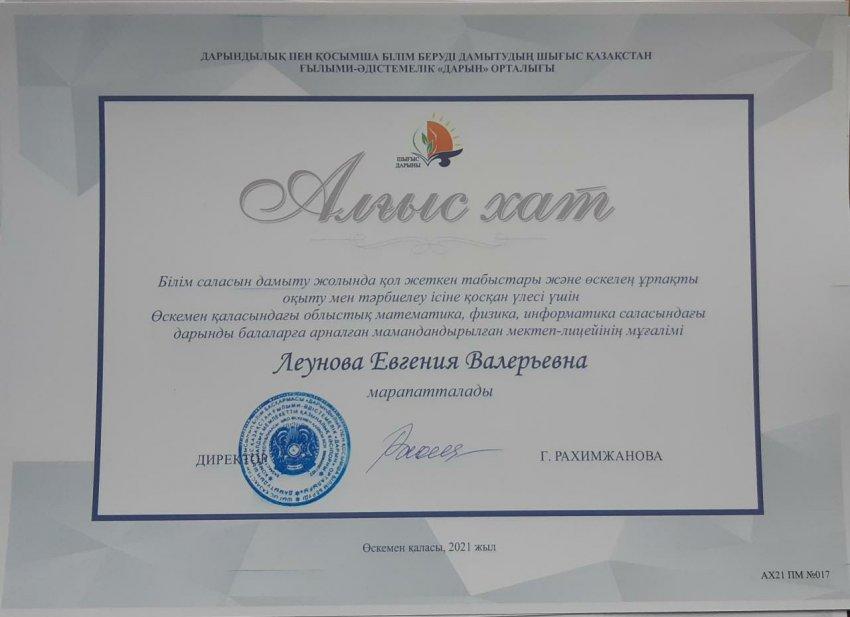 ДАРЫНДЫЛЫҚ ПЕН ҚОСЫМША БІЛІМ БЕРУДІ ДАМЫТУДЫҢ ШЫҒЫС ҚАЗАҚСТАН
ҒЫЛЫМИ-ӘДІСТЕМЕЛІК «ДАРЫН» ОРТАЛЫҒЫ
ШЫҒЫС
ДАРЫНЫ
Алғыс хат
Білім саласын дамыту жолында қол жеткен табыстары және өскелең ұрпақты
оқыту мен тәрбиелеу ісіне қосқан үлесі үшін
Өскемен қаласындағы облыстық математика, физика, информатика саласындағы
дарынды балаларға арналған мамандандырылған мектеп-лицейінің мұғалімі
Леунова Евгения Валерьевна
марапатталады
ДИРЕКТОР
Г. РАХИМЖАНОВА
Өскемен қаласы, 2021 жыл
АХ21 ПМ №017